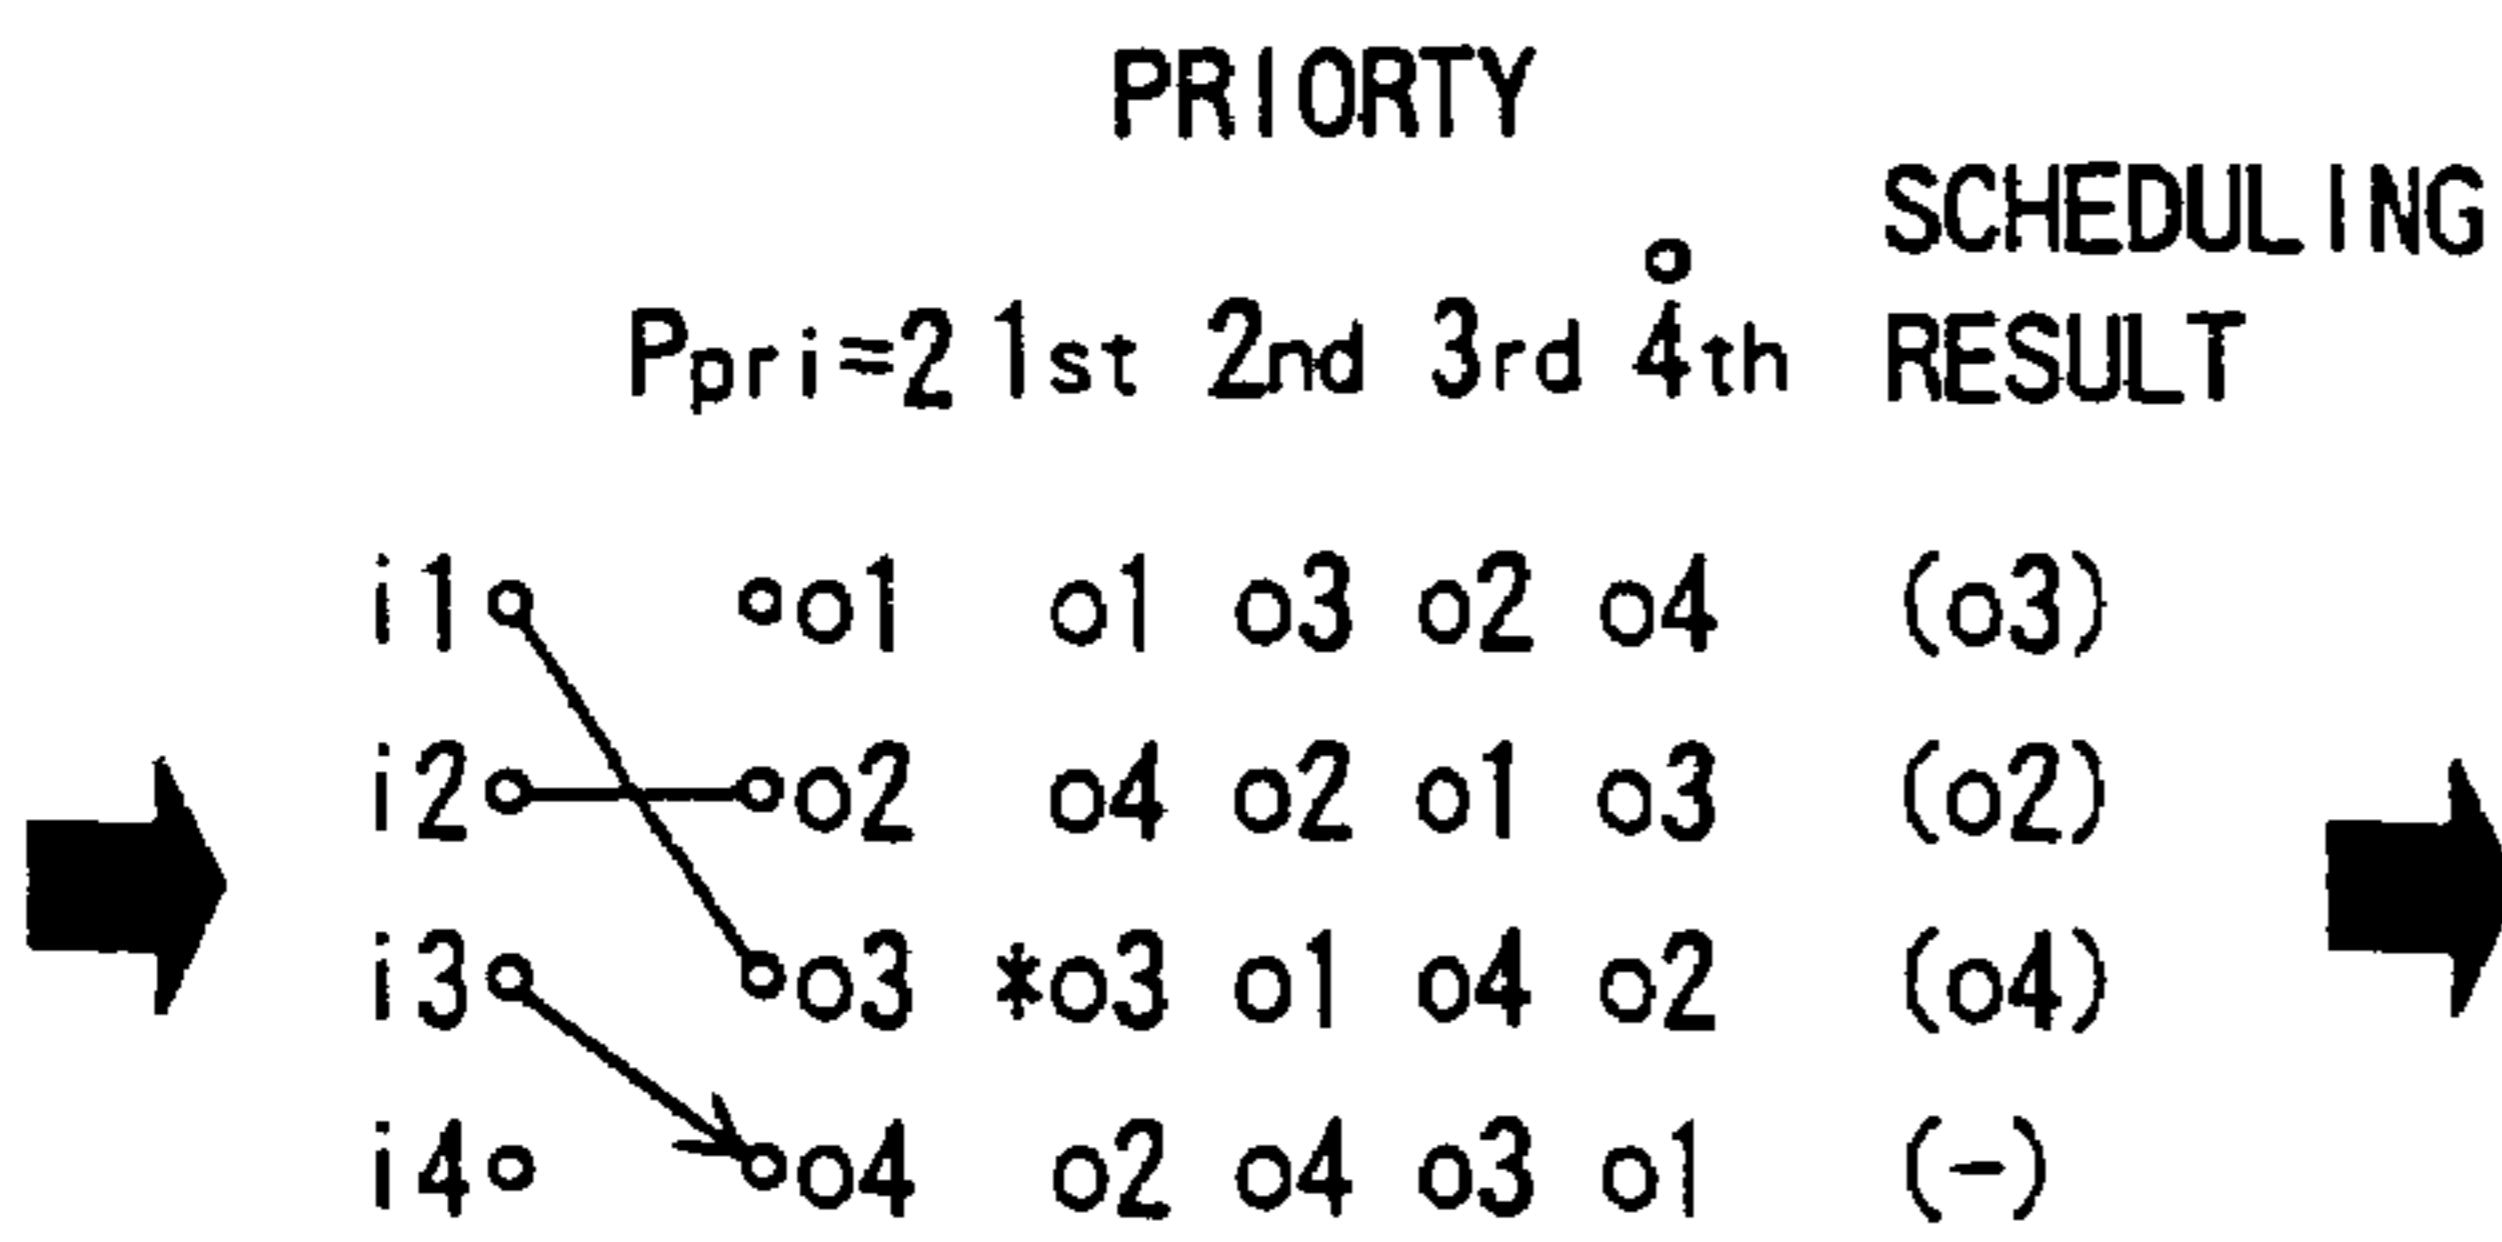 PRIORTY
SCHEDULING
Ppri=2 1st 2nd 3rd 4th RESULT
i1 o1 o1 o3 o2 o4 (o3)
i2 o2 o4 o2 o1 o3 (o2)
i3 o3 *o3 o1 o4 o2 (o4)
i4 o4 o2 o4 o3 o1 (-)